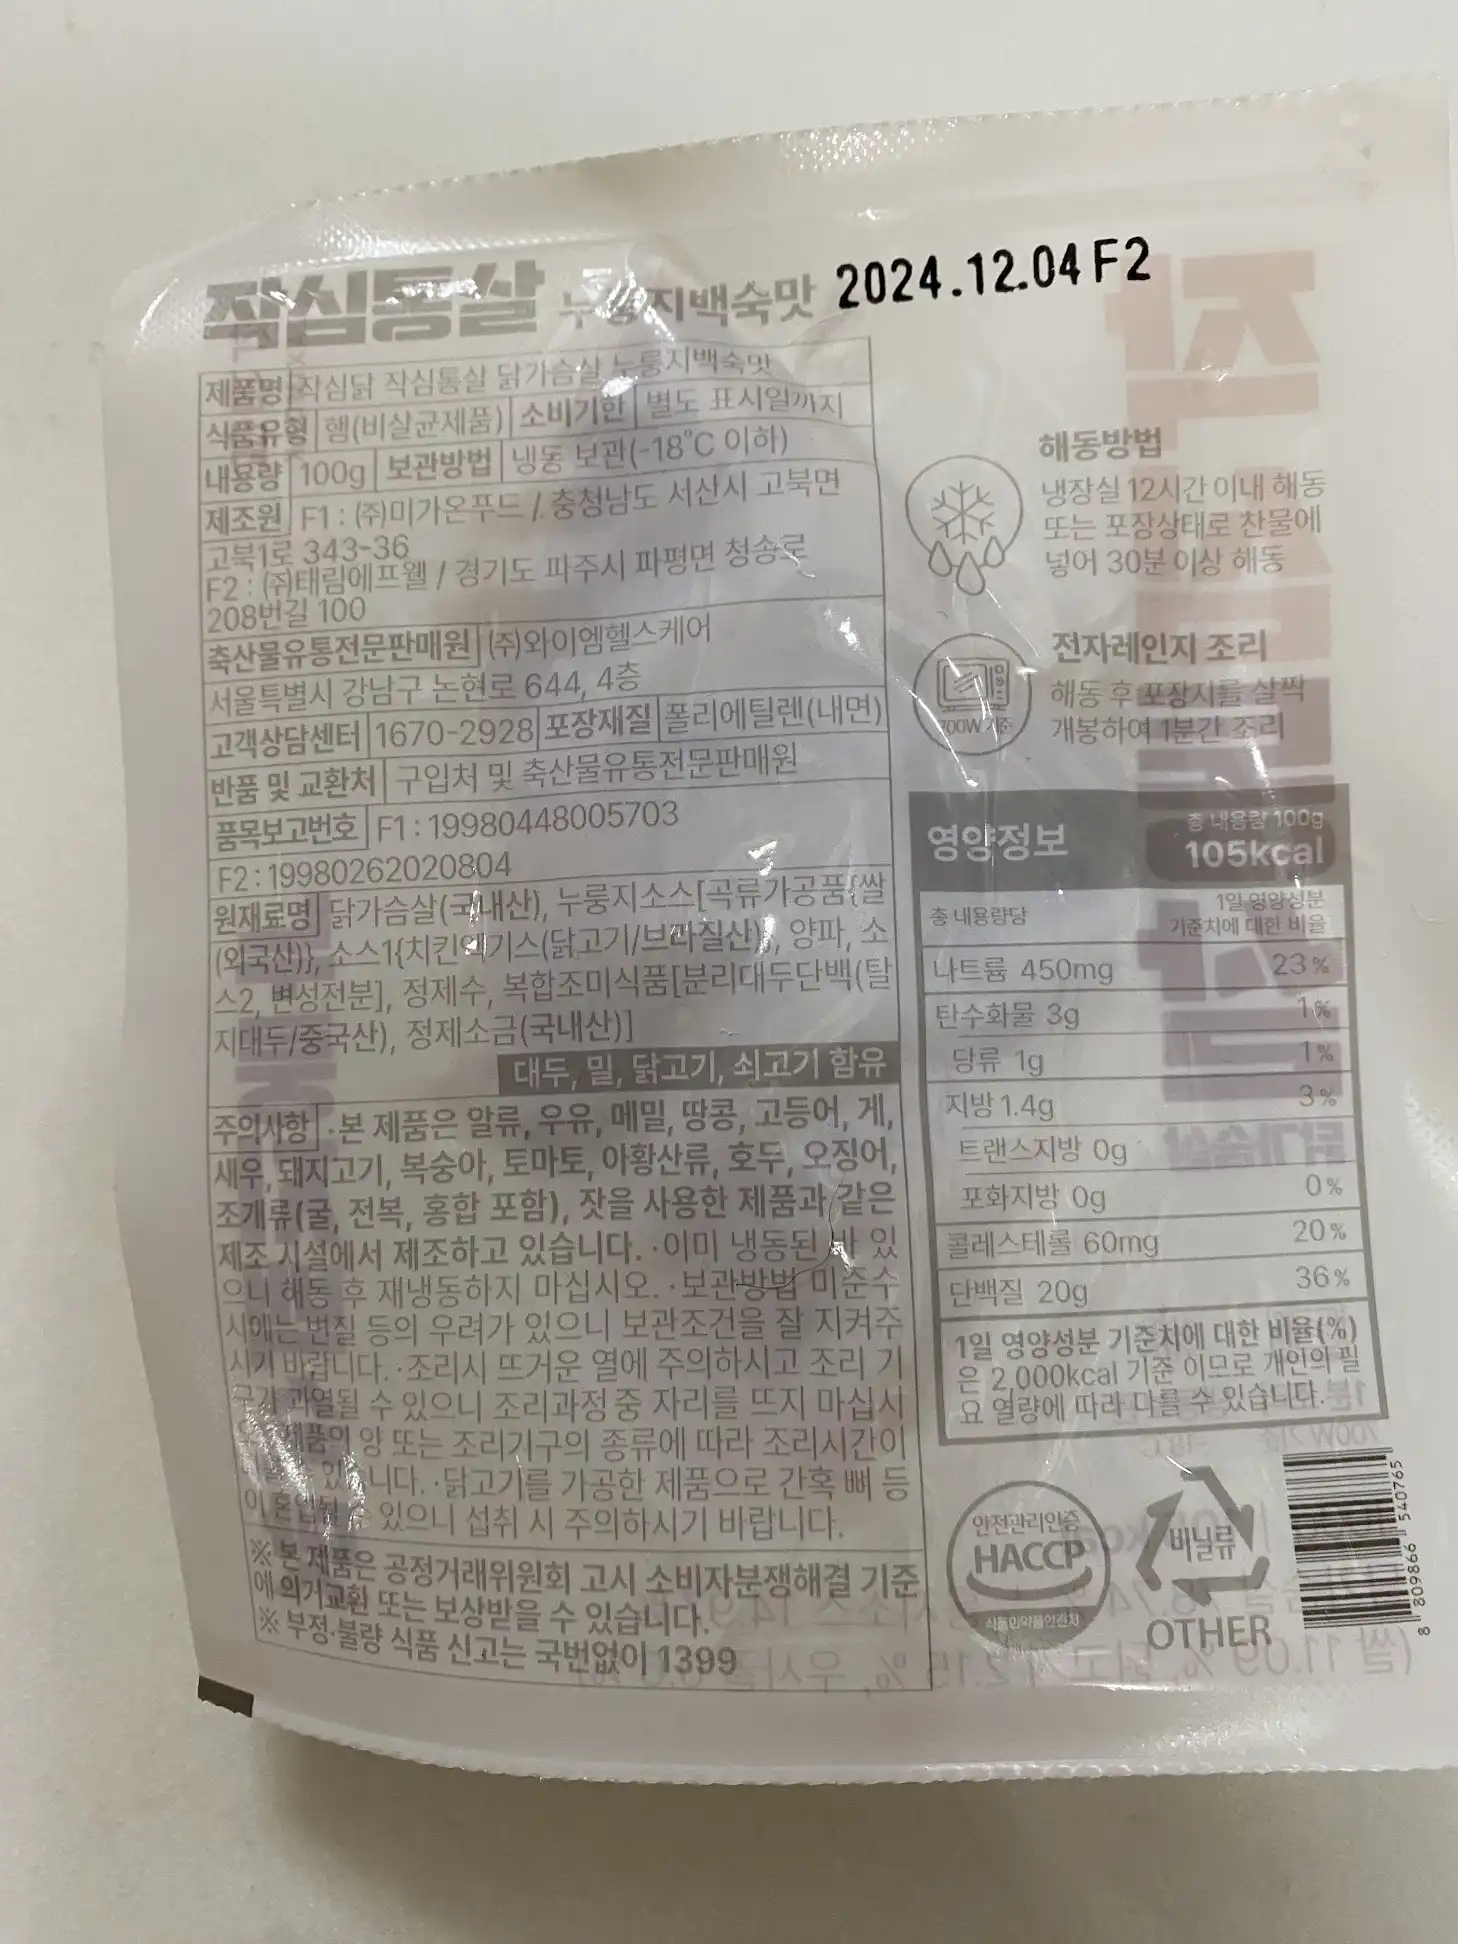 작심통살 누룽지백숙맛 2024.12.04 F2
제품명 작심닭 작심통살 닭가슴살 누룽지백숙맛
식품유형 햄(비살균제품) 소비기한 별도 표시일까지
내용량 100g 보관방법 냉동 보관(-18℃ 이하)
제조원 F1 : (주)미가온푸드 / 충청남도 서산시 고북면
고북1로 343-36
F2 : (주)태림에프웰 / 경기도 파주시 파평면 청송로
208번길 100
축산물유통전문판매원 (주)와이엠헬스케어
서울특별시 강남구 논현로 644, 4층
고객상담센터 1670-2928 포장재질 폴리에틸렌(내면)
반품 및 교환처 구입처 및 축산물유통전문판매원
품목보고번호 F1 : 19980448005703
F2 : 19980262020804
원재료명 닭가슴살(국내산), 누룽지소스[곡류가공품{쌀
(외국산)}, 소스1{치킨엑기스(닭고기/브라질산)}, 양파, 소
스2, 변성전분], 정제수, 복합조미식품[분리대두단백(탈
지대두/중국산), 정제소금(국내산)]
대두, 밀, 닭고기, 쇠고기 함유
주의사항 ·본 제품은 알류, 우유, 메밀, 땅콩, 고등어, 게,
새우, 돼지고기, 복숭아, 토마토, 아황산류, 호두, 오징어,
조개류(굴, 전복, 홍합 포함), 잣을 사용한 제품과 같은
제조 시설에서 제조하고 있습니다. ·이미 냉동된 바 있
으니 해동 후 재냉동하지 마십시오. ·보관방법 미준수
시에는 변질 등의 우려가 있으니 보관조건을 잘 지켜주
시기 바랍니다. ·조리시 뜨거운 열에 주의하시고 조리 기
구가 과열될 수 있으니 조리과정 중 자리를 뜨지 마십시
제품의 양 또는 조리기구의 종류에 따라 조리시간이
있습니다. ·닭고기를 가공한 제품으로 간혹 뼈 등
이 혼입될 수 있으니 섭취 시 주의하시기 바랍니다.
※ 본 제품은 공정거래위원회 고시 소비자분쟁해결 기준
에 의거교환 또는 보상받을 수 있습니다.
※ 부정·불량 식품 신고는 국번없이 1399
해동방법
냉장실 12시간 이내 해동
또는 포장상태로 찬물에
넣어 30분 이상 해동
전자레인지 조리
해동 후 포장지를 살짝
개봉하여 1분간 조리
700W 기준
영양정보
총 내용량 100g
105kcal
총 내용량당
1일 영양성분
기준치에 대한 비율
나트륨 450mg 23%
탄수화물 3g 1%
당류 1g 1%
지방 1.4g 3%
트랜스지방 0g
포화지방 0g 0%
콜레스테롤 60mg 20%
단백질 20g 36%
1일 영양성분 기준치에 대한 비율(%)
은 2,000kcal 기준 이므로 개인의 필
요 열량에 따라 다를 수 있습니다.
안전관리인증
HACCP
식품의약품안전처
비닐류
OTHER
8 809866 540765